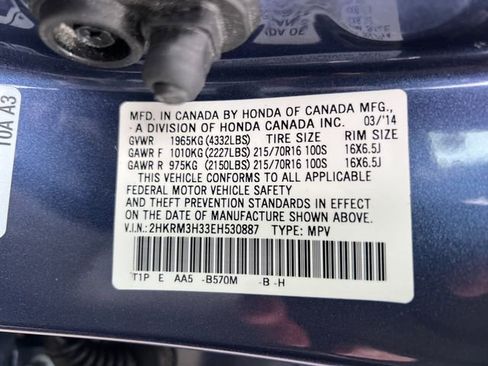 MFD. IN CANADA BY HONDA OF CANADA MFG.,
- A DIVISION OF HONDA CANADA INC. 03/'14
GVWR 1965KG (4332LBS) TIRE SIZE RIM SIZE
GAWR F 1010KG (2227LBS) 215/70R16 100S 16X6.5J
GAWR R 975KG (2150LBS) 215/70R16 100S 16X6.5J
THIS VEHICLE CONFORMS TO ALL APPLICABLE
FEDERAL MOTOR VEHICLE SAFETY
AND THEFT PREVENTION STANDARDS IN EFFECT
ON THE DATE OF MANUFACTURE SHOWN ABOVE.
V.I.N.: 2HKRM3H33EH530887 TYPE: MPV
T1P E AA5 -B570M -B -H
10A A3